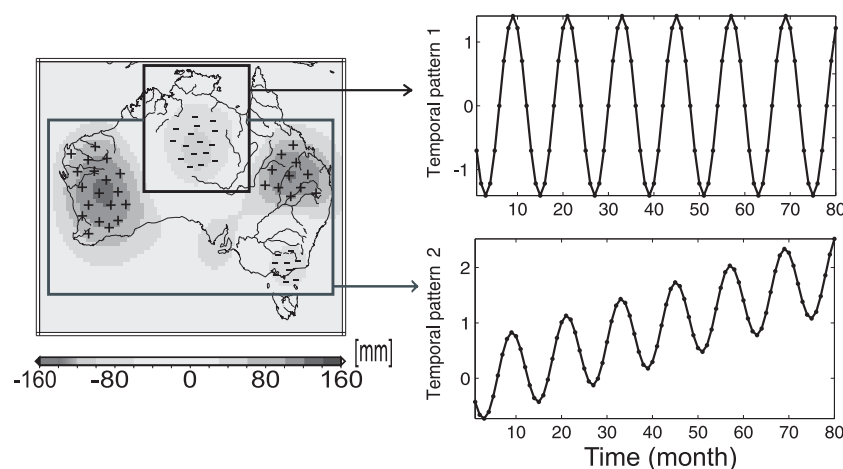 Temporal pattern 1
1
0
-1
10 20 30 40 50 60 70 80
[mm]
-160 -80 0 80 160
Temporal pattern 2
2
1
0
10 20 30 40 50 60 70 80
Time (month)